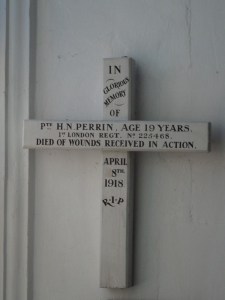 IN
GLORIOUS
MEMORY
OF
PTE H.N PERRIN. AGE 19 YEARS.
1ST LONDON REGT. NO 225468.
DIED OF WOUNDS RECEIVED IN ACTION.
APRIL
8TH
1918
R.I.P